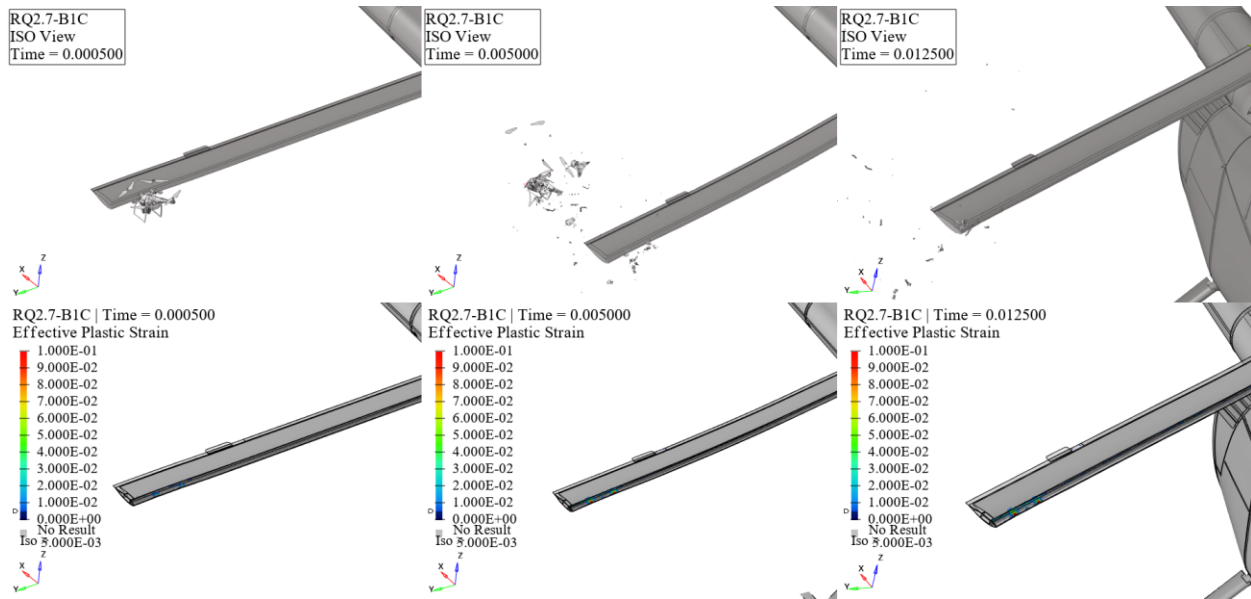 RQ2.7-B1C
ISO View
Time = 0.000500
X
Z
Y
RQ2.7-B1C
ISO View
Time = 0.005000
X
Z
Y
RQ2.7-B1C
ISO View
Time = 0.012500
X
Z
Y
RQ2.7-B1C | Time = 0.000500
Effective Plastic Strain
1.000E-01
9.000E-02
8.000E-02
7.000E-02
6.000E-02
5.000E-02
4.000E-02
3.000E-02
2.000E-02
1.000E-02
0.000E+00
No Result
Iso = 5.000E-03
X
Z
Y
RQ2.7-B1C | Time = 0.005000
Effective Plastic Strain
1.000E-01
9.000E-02
8.000E-02
7.000E-02
6.000E-02
5.000E-02
4.000E-02
3.000E-02
2.000E-02
1.000E-02
0.000E+00
No Result
Iso = 5.000E-03
X
Z
Y
RQ2.7-B1C | Time = 0.012500
Effective Plastic Strain
1.000E-01
9.000E-02
8.000E-02
7.000E-02
6.000E-02
5.000E-02
4.000E-02
3.000E-02
2.000E-02
1.000E-02
0.000E+00
No Result
Iso = 5.000E-03
X
Z
Y